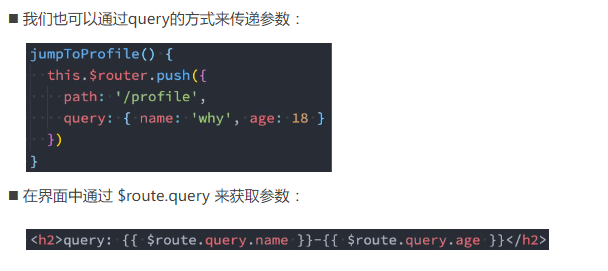 ■ 我们也可以通过query的方式来传递参数：
jumpToProfile() {
  this.$router.push({
    path: '/profile',
    query: { name: 'why', age: 18 }
  })
}
■ 在界面中通过 $route.query 来获取参数：
<h2>query: {{ $route.query.name }}-{{ $route.query.age }}</h2>